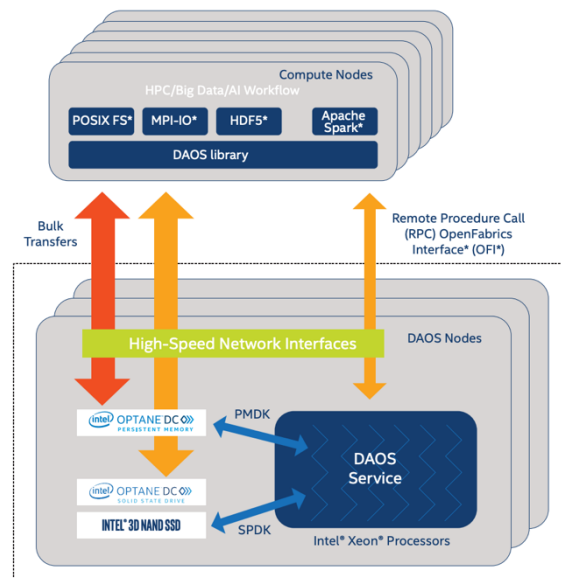 Compute Nodes
HPC/Big Data/AI Workflow
POSIX FS*
MPI-IO*
HDF5*
Apache
Spark*
DAOS library
Bulk
Transfers
Remote Procedure Call
(RPC) OpenFabrics
Interface* (OFI*)
High-Speed Network Interfaces
DAOS Nodes
intel OPTANE DC
PERSISTENT MEMORY
PMDK
DAOS
Service
intel OPTANE DC
SOLID STATE DRIVE
INTEL® 3D NAND SSD
SPDK
Intel® Xeon® Processors